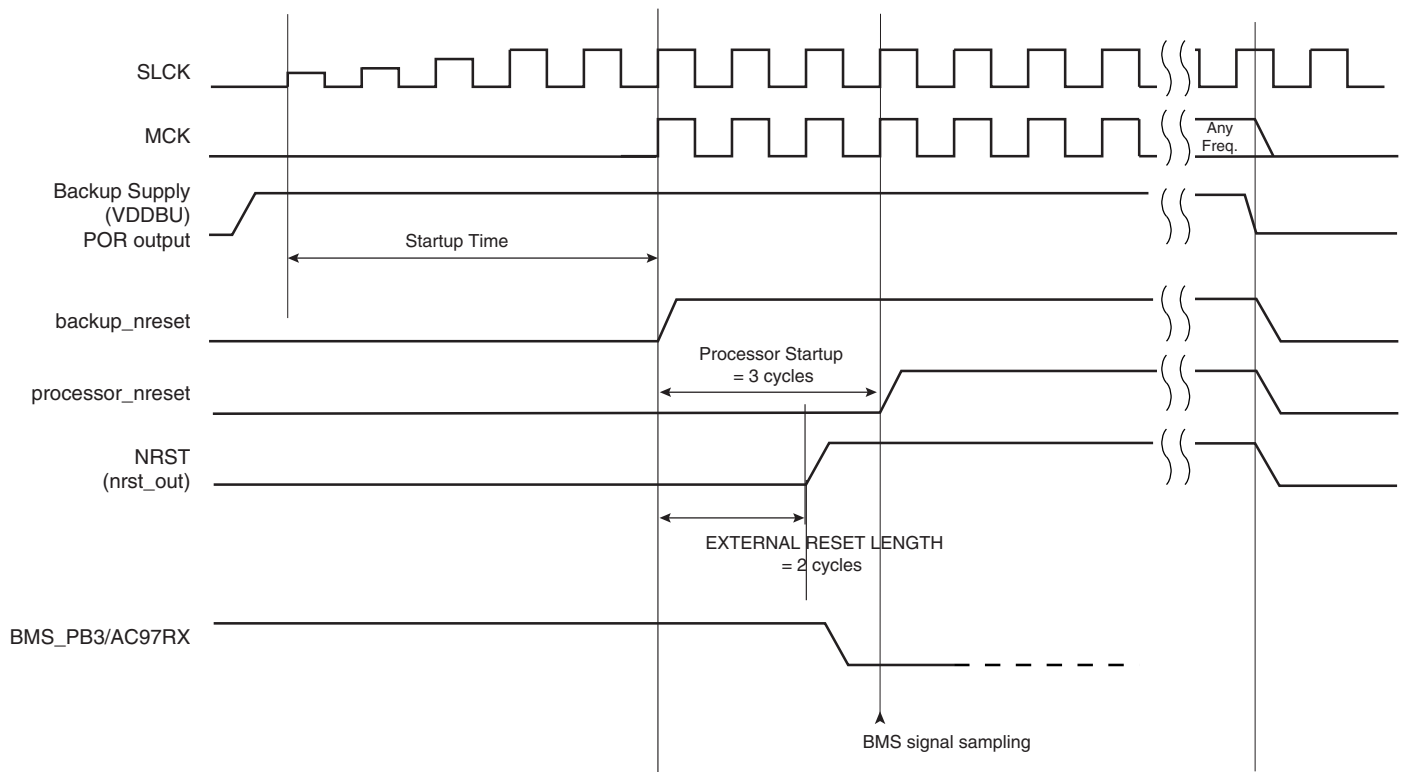 SLCK
MCK
Any
Freq.
Backup Supply
(VDDBU)
POR output
Startup Time
backup_nreset
Processor Startup
= 3 cycles
processor_nreset
NRST
(nrst_out)
EXTERNAL RESET LENGTH
= 2 cycles
BMS_PB3/AC97RX
BMS signal sampling